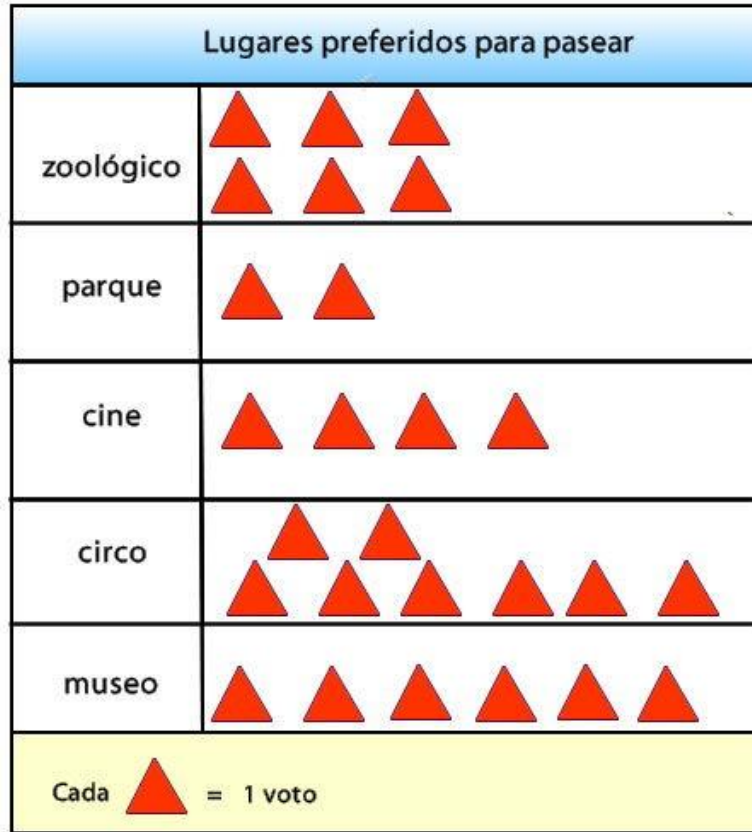 Lugares preferidos para pasear
zoológico
parque
cine
circo
museo
Cada = 1 voto